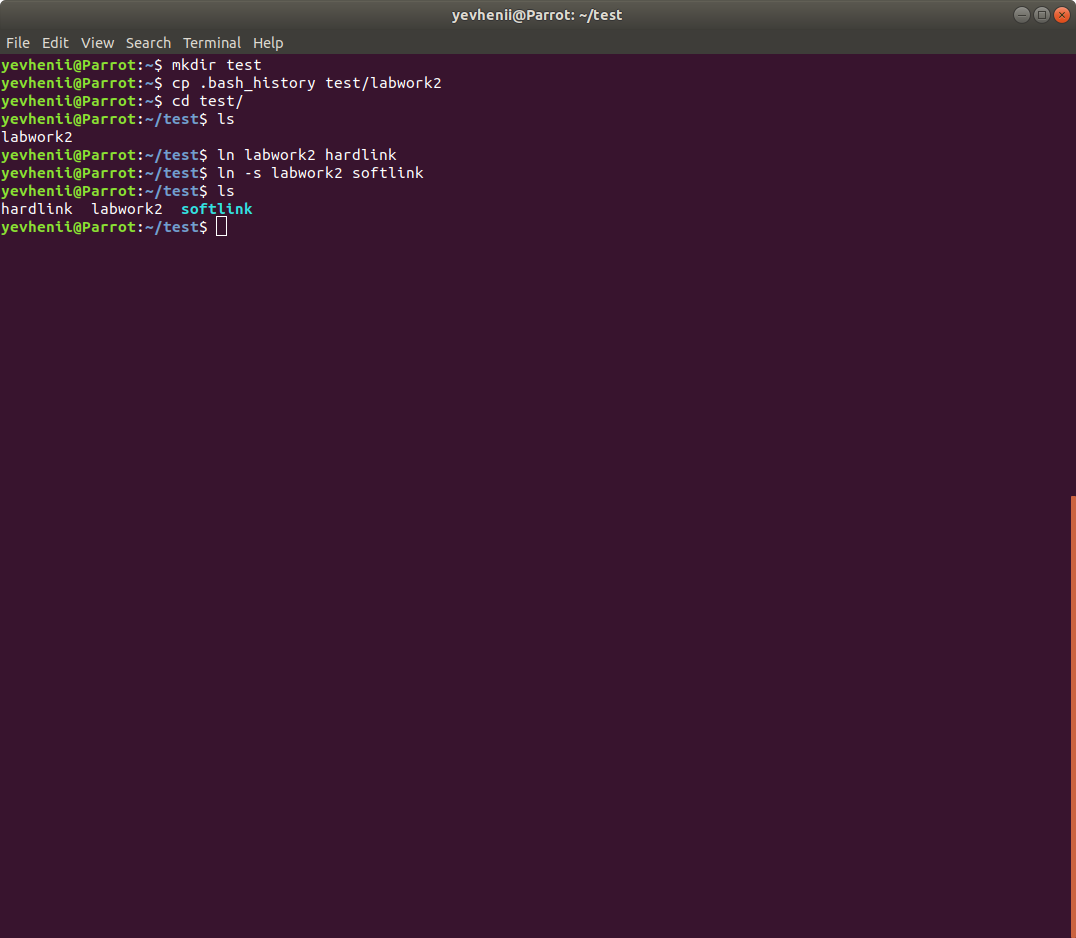 yevhenii@Parrot: ~/test
File Edit View Search Terminal Help
yevhenii@Parrot:~$ mkdir test
yevhenii@Parrot:~$ cp .bash_history test/labwork2
yevhenii@Parrot:~$ cd test/
yevhenii@Parrot:~/test$ ls
labwork2
yevhenii@Parrot:~/test$ ln labwork2 hardlink
yevhenii@Parrot:~/test$ ln -s labwork2 softlink
yevhenii@Parrot:~/test$ ls
hardlink  labwork2  softlink
yevhenii@Parrot:~/test$